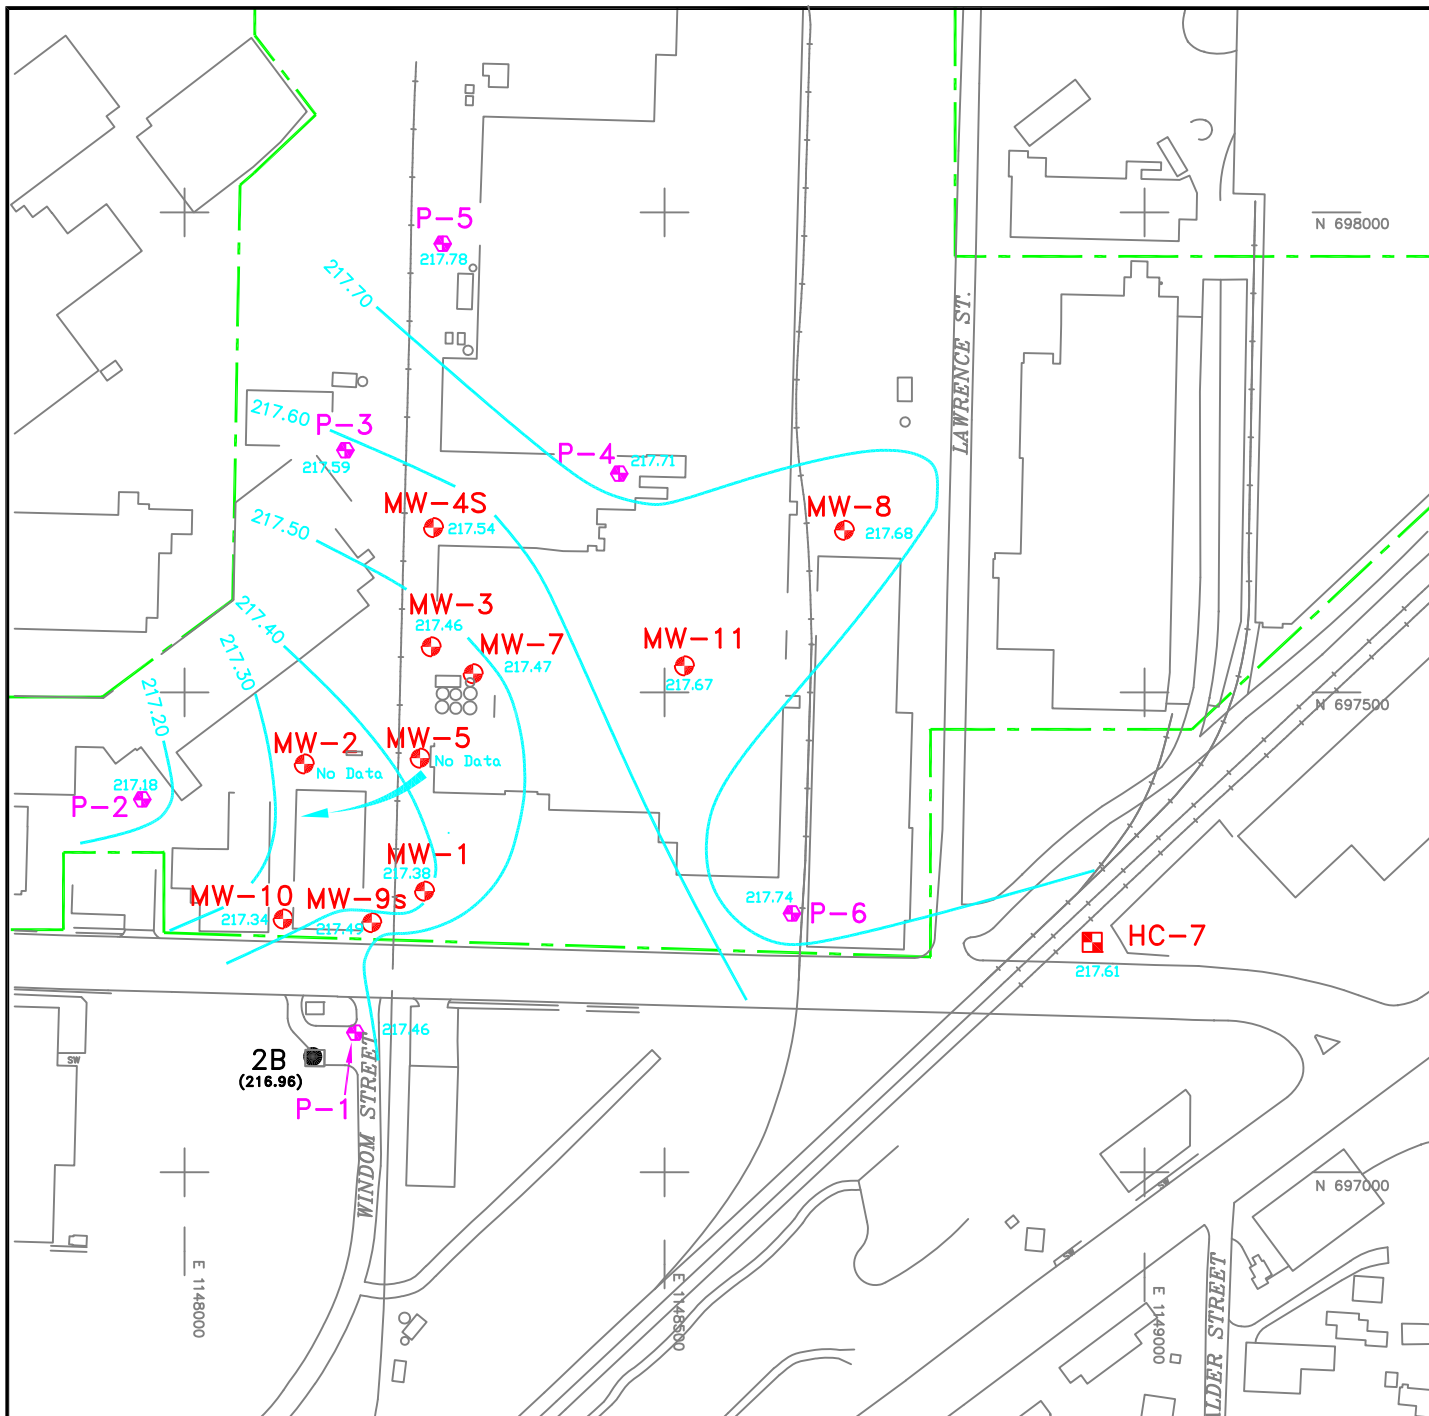 P-5
217.78
N 698000
217.70
LAWRENCE ST.
217.60
P-3
217.59
P-4
217.71
MW-4S
217.54
MW-8
217.68
217.50
217.40
MW-3
217.46
MW-7
217.47
MW-11
217.67
217.30
217.20
N 697500
MW-2
No Data
MW-5
No Data
217.18
P-2
MW-1
217.38
MW-10
217.34
MW-9s
217.49
217.74
P-6
HC-7
217.61
217.46
2B
(216.96)
P-1
WINDOM STREET
SW
SW
SW
N 697000
E 1148000
E 1148500
E 1149000
ALDER STREET